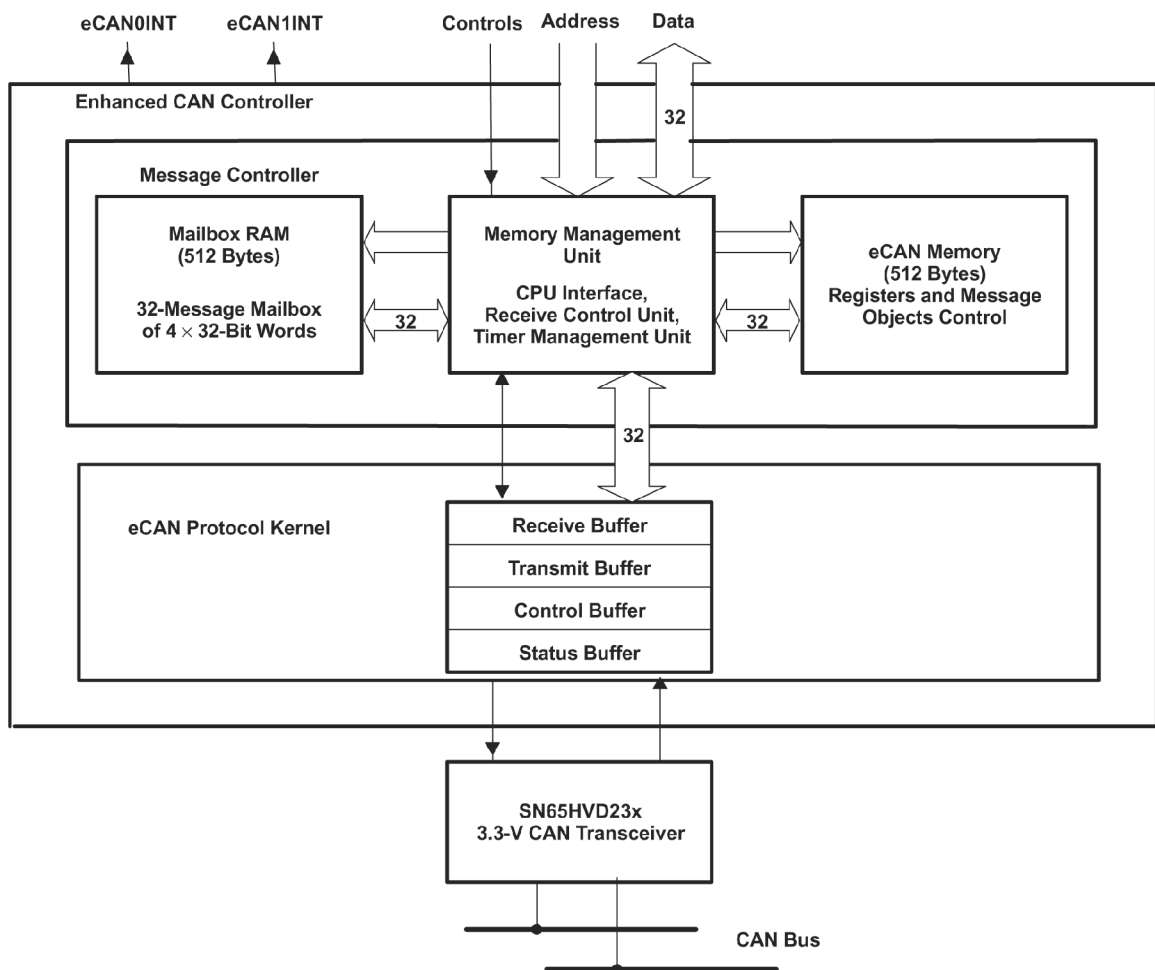 eCAN0INT
eCAN1INT
Controls
Address
Data
Enhanced CAN Controller
32
Message Controller
Mailbox RAM
(512 Bytes)
32-Message Mailbox
of 4 × 32-Bit Words
Memory Management
Unit
CPU Interface,
Receive Control Unit,
Timer Management Unit
eCAN Memory
(512 Bytes)
Registers and Message
Objects Control
32
32
32
eCAN Protocol Kernel
Receive Buffer
Transmit Buffer
Control Buffer
Status Buffer
SN65HVD23x
3.3-V CAN Transceiver
CAN Bus